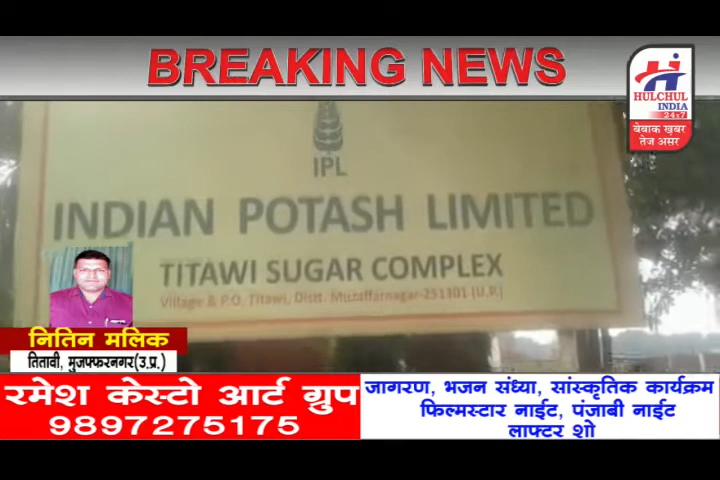 BREAKING NEWS
HULCHUL
INDIA
24x7
बेबाक ख़बर
तेज असर
IPL
INDIAN POTASH LIMITED
TITAWI SUGAR COMPLEX
Village & P.O. Titawi, Distt. Muzaffarnagar-251301 (U.P.)
नितिन मलिक
तितावी, मुजफ्फरनगर(उ.प्र.)
रमेश केस्टो आर्ट ग्रुप
9897275175
जागरण, भजन संध्या, सांस्कृतिक कार्यक्रम
फिल्मस्टार नाईट, पंजाबी नाईट
लाफ्टर शो